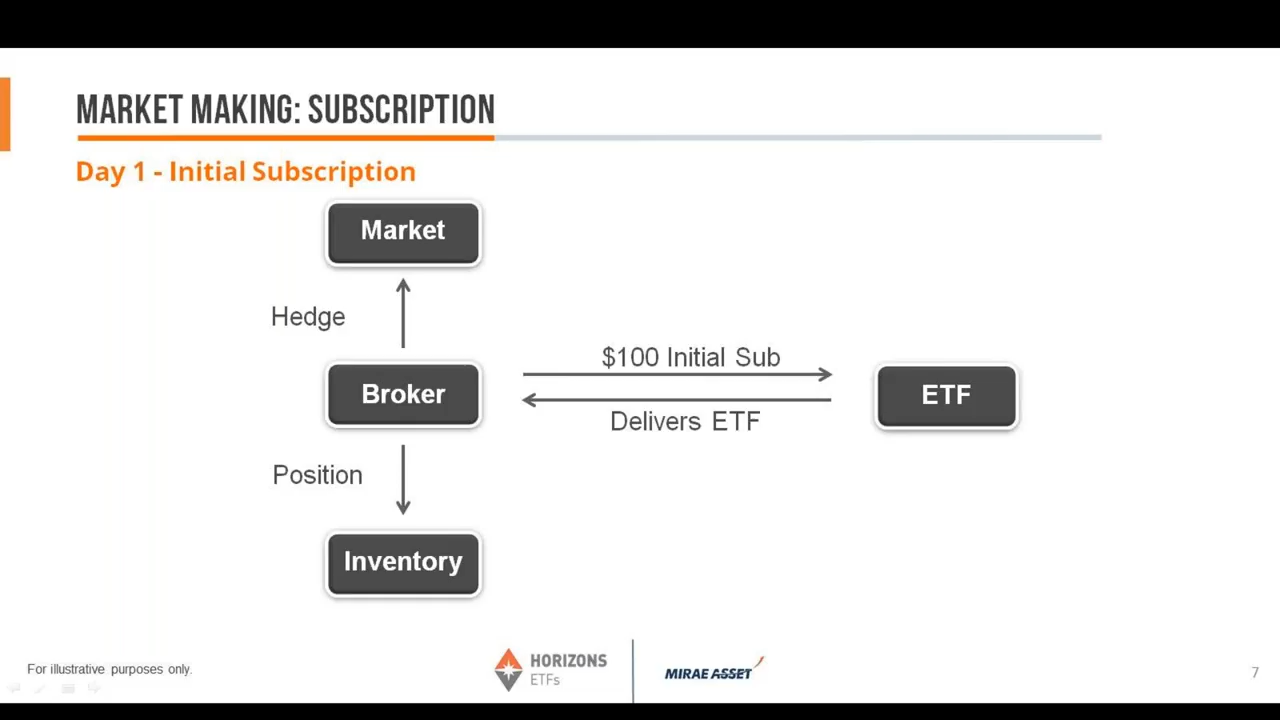 MARKET MAKING: SUBSCRIPTION
Day 1 - Initial Subscription
Market
Hedge
$100 Initial Sub
Broker
ETF
Delivers ETF
Position
Inventory
For illustrative purposes only.
HORIZONS
ETFs
MIRAE ASSET
7